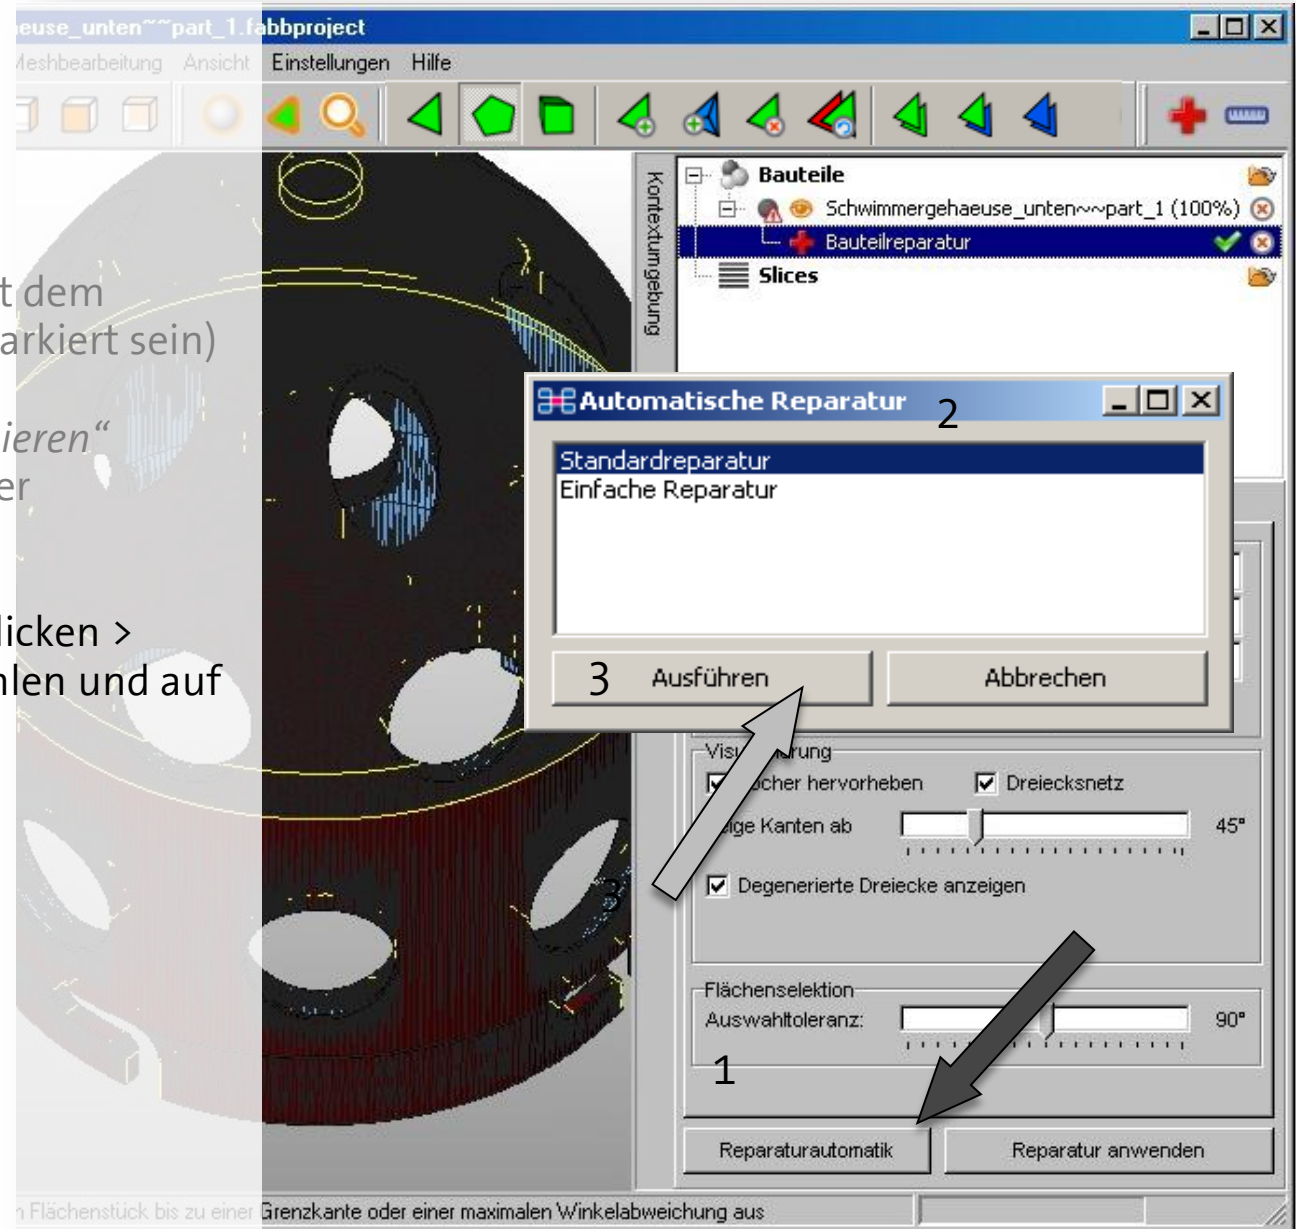 euse_unten~~part_1.fabbproject
Meshbearbeitung Ansicht Einstellungen Hilfe
Kontextumgebung
Bauteile
Schwimmergehaeuse_unten~~part_1 (100%)
Bauteilreparatur
Slices
t dem
arkiert sein)
ieren“
er
licken >
hlen und auf
Automatische Reparatur 2
Standardreparatur
Einfache Reparatur
3 Ausführen Abbrechen
öcher hervorheben Dreiecksnetz
eige Kanten ab 45°
3
Degenerierte Dreiecke anzeigen
Flächenselektion
Auswahltoleranz: 90°
1
Reparaturautomatik Reparatur anwenden
n Flächenstück bis zu einer Grenzkante oder einer maximalen Winkelabweichung aus